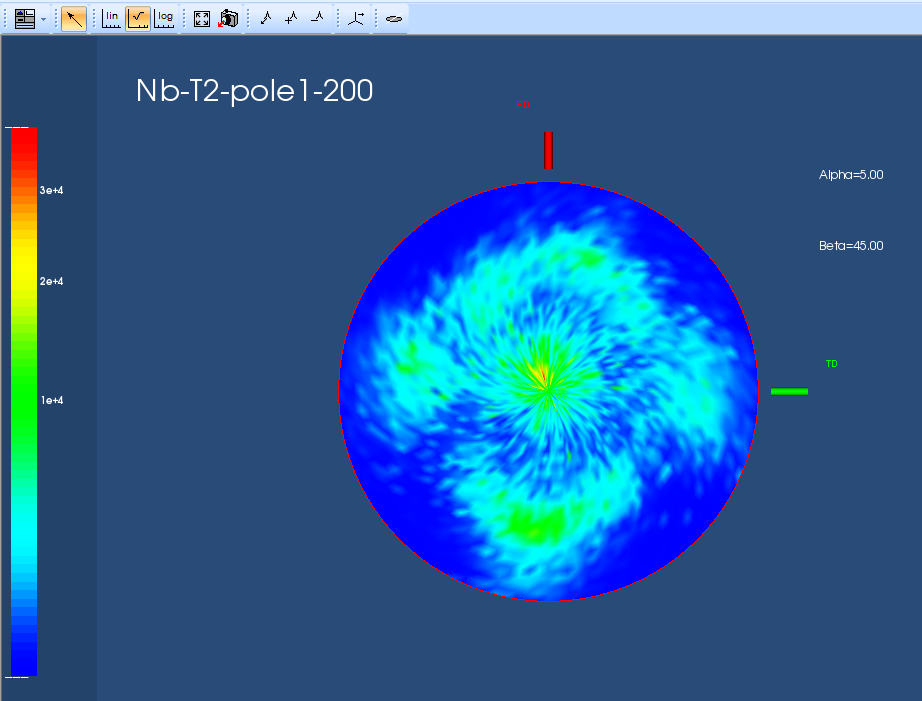 lin
log
Nb-T2-pole1-200
Alpha=5.00
3e+4
Beta=45.00
2e+4
TD
1e+4